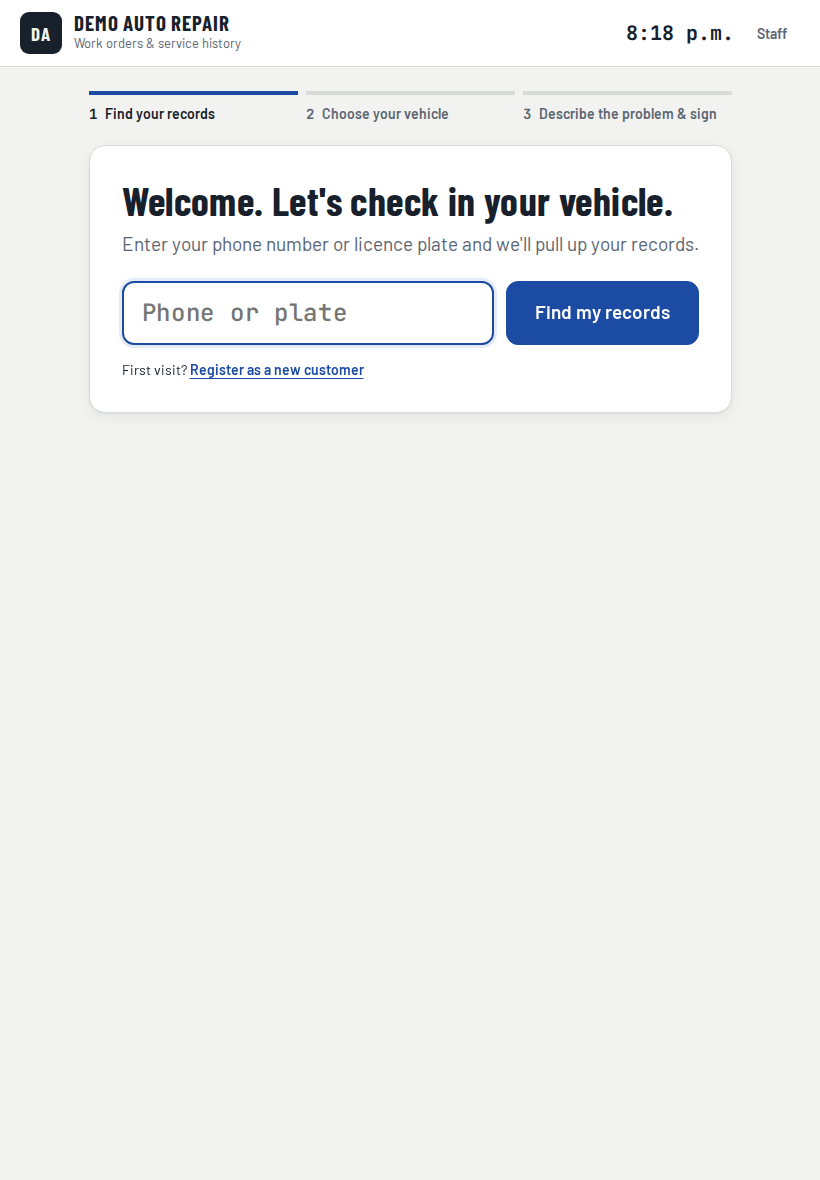 DA
DEMO AUTO REPAIR
Work orders & service history
8:18 p.m.
Staff
1 Find your records
2 Choose your vehicle
3 Describe the problem & sign
Welcome. Let's check in your vehicle.
Enter your phone number or licence plate and we'll pull up your records.
Phone or plate
Find my records
First visit? Register as a new customer